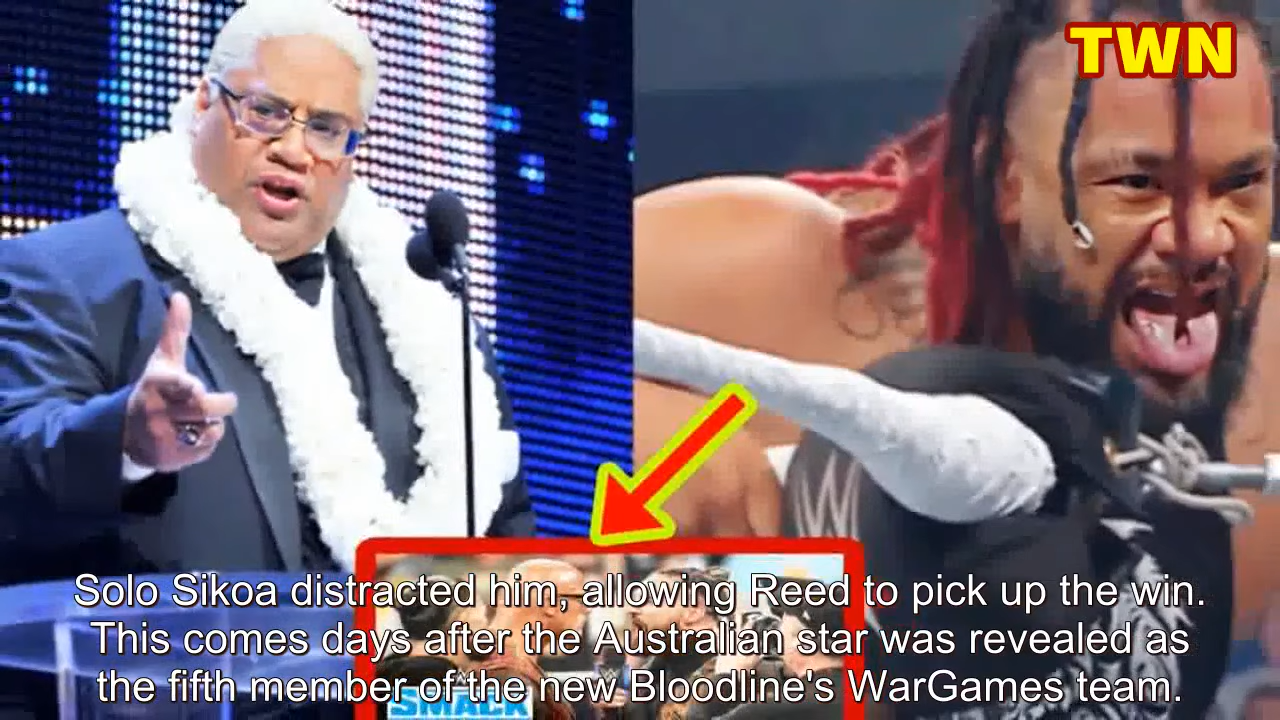 TWN
Solo Sikoa distracted him, allowing Reed to pick up the win.
This comes days after the Australian star was revealed as
the fifth member of the new Bloodline's WarGames team.
SMACK